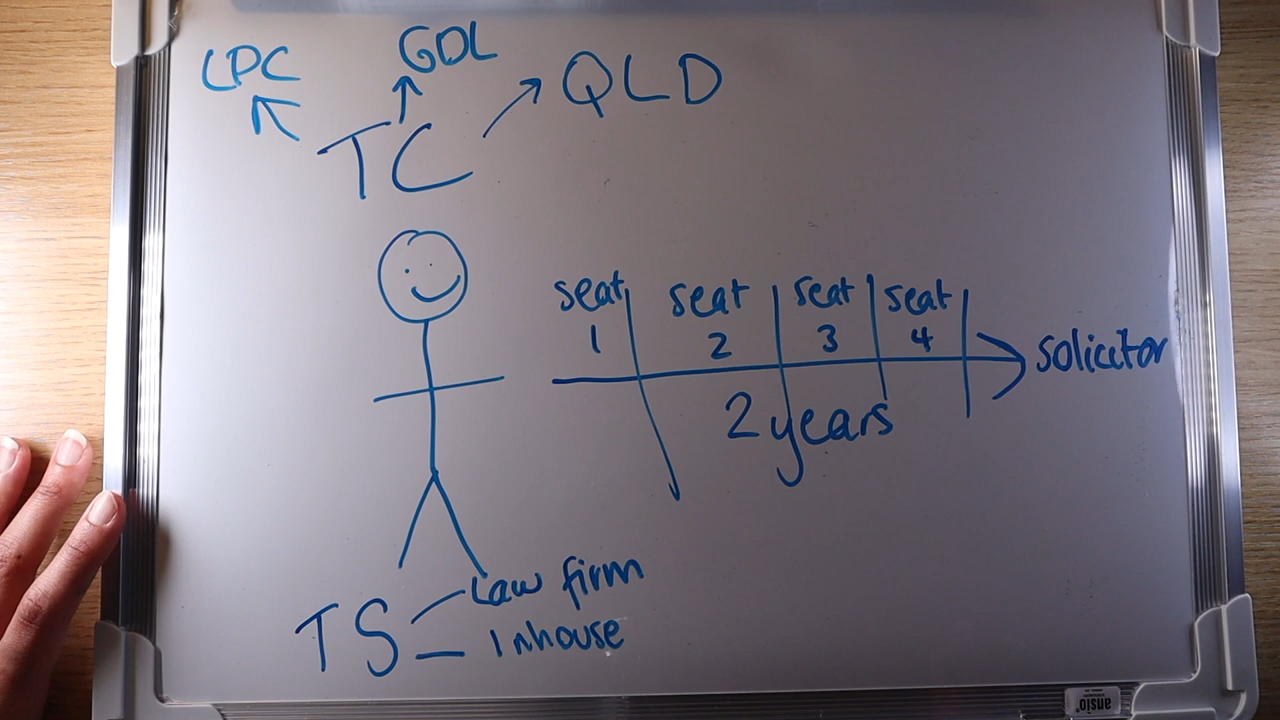 LPC
GDL
QLD
TC
seat 1
seat 2
seat 3
seat 4
solicitor
2 years
TS
Law firm
Inhouse
ansio